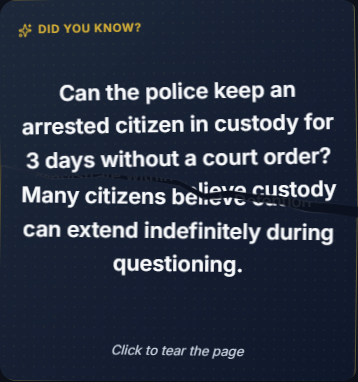 DID YOU KNOW?
Can the police keep an
arrested citizen in custody for
3 days without a court order?
Many citizens believe custody
can extend indefinitely during
questioning.
Click to tear the page